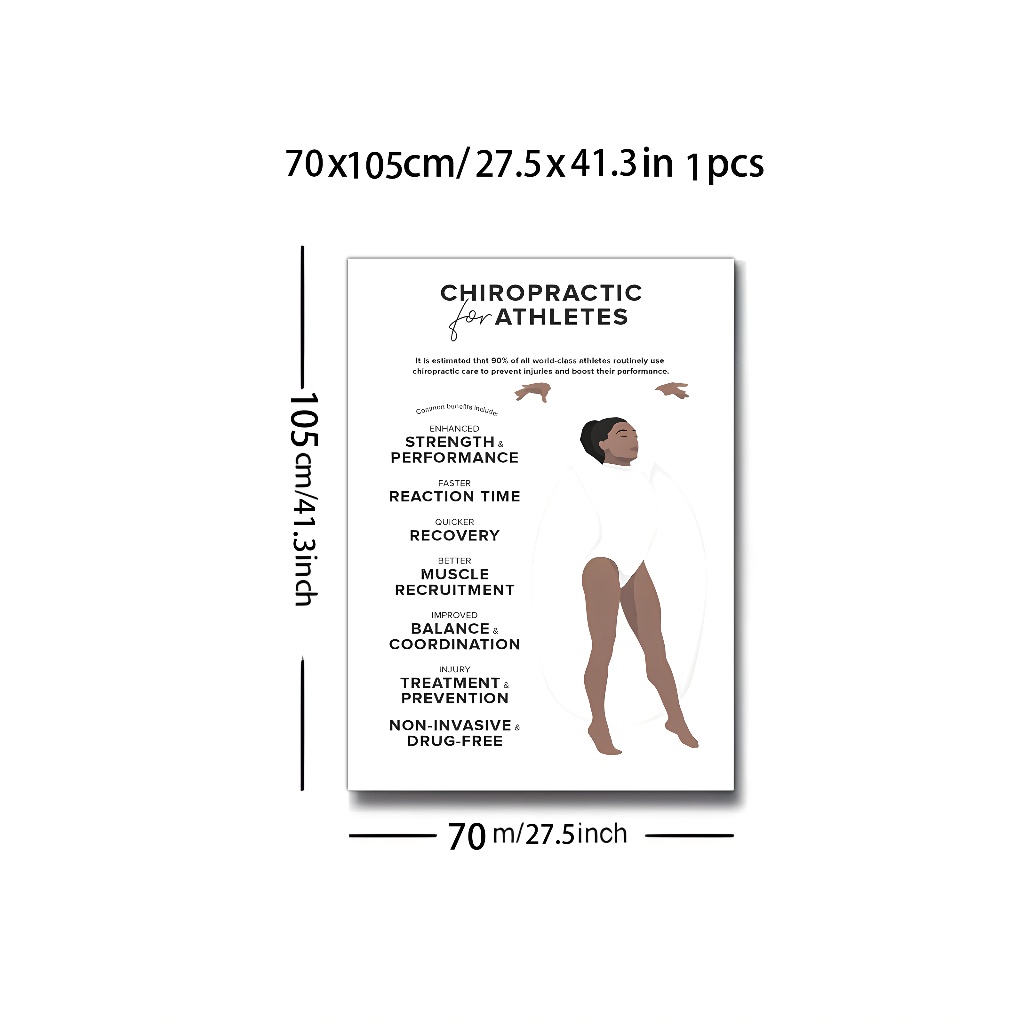 70x105cm/27.5x41.3in 1pcs
CHIROPRACTIC
for ATHLETES
It is estimated that 90% of all world-class athletes routinely use
chiropractic care to prevent injuries and boost their performance.
Common benefits include:
ENHANCED
STRENGTH &
PERFORMANCE
FASTER
REACTION TIME
QUICKER
RECOVERY
BETTER
MUSCLE
RECRUITMENT
IMPROVED
BALANCE &
COORDINATION
INJURY
TREATMENT &
PREVENTION
NON-INVASIVE &
DRUG-FREE
105cm/41.3inch
70 m/27.5inch